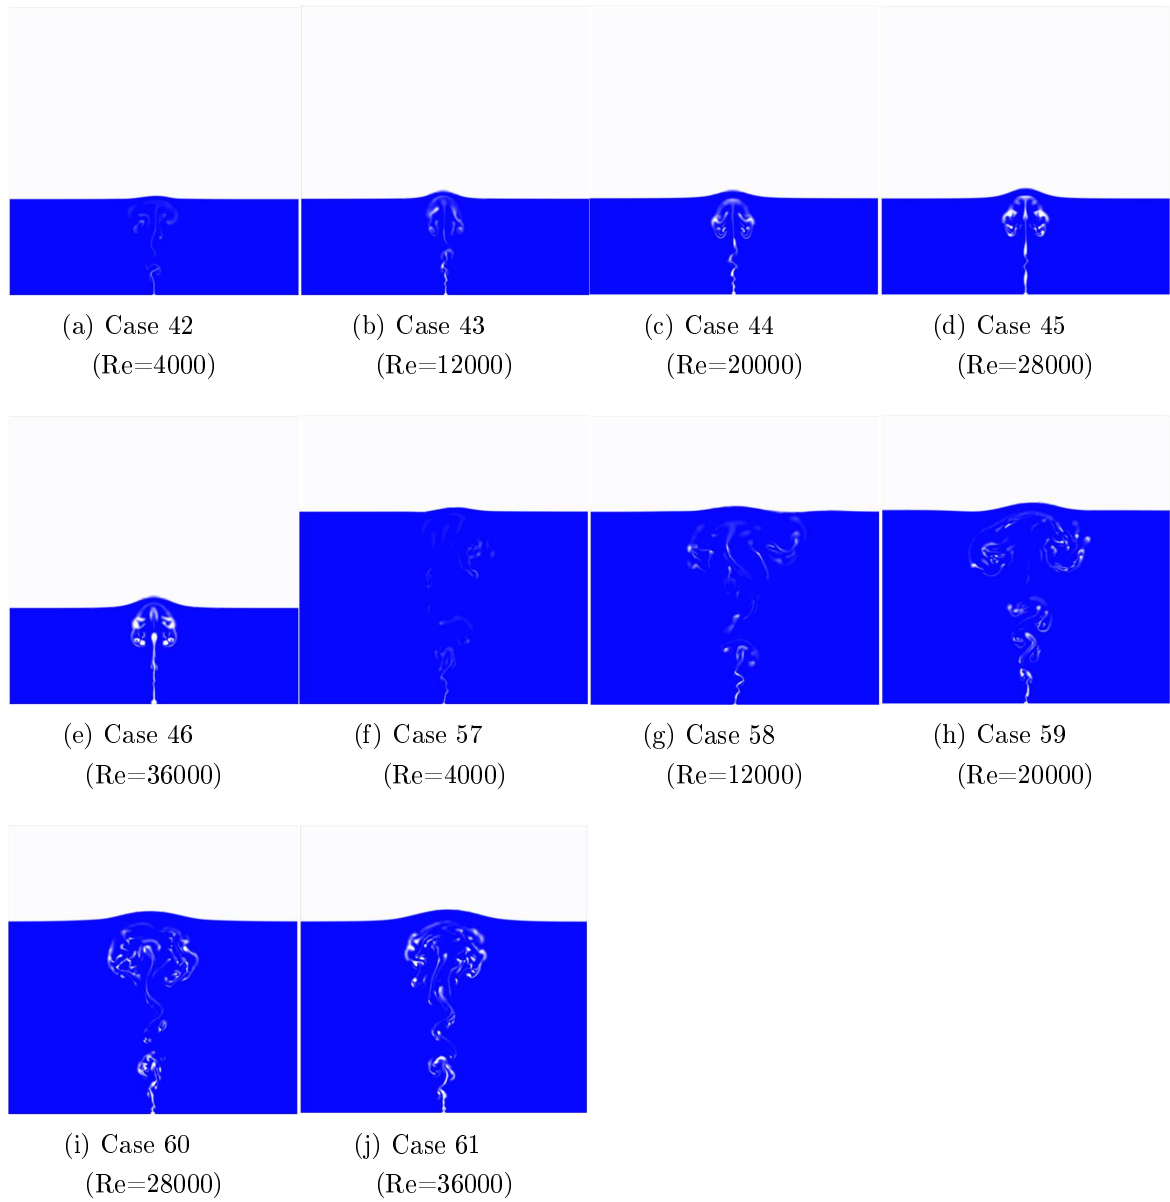 (a) Case 42
(Re=4000)
(b) Case 43
(Re=12000)
(c) Case 44
(Re=20000)
(d) Case 45
(Re=28000)
(e) Case 46
(Re=36000)
(f) Case 57
(Re=4000)
(g) Case 58
(Re=12000)
(h) Case 59
(Re=20000)
(i) Case 60
(Re=28000)
(j) Case 61
(Re=36000)